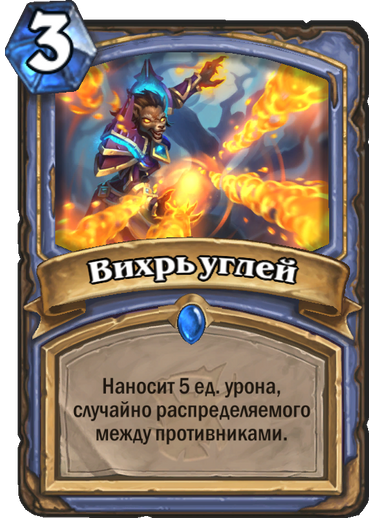 3
Вихрь углей
Наносит 5 ед. урона,
случайно распределяемого
между противниками.